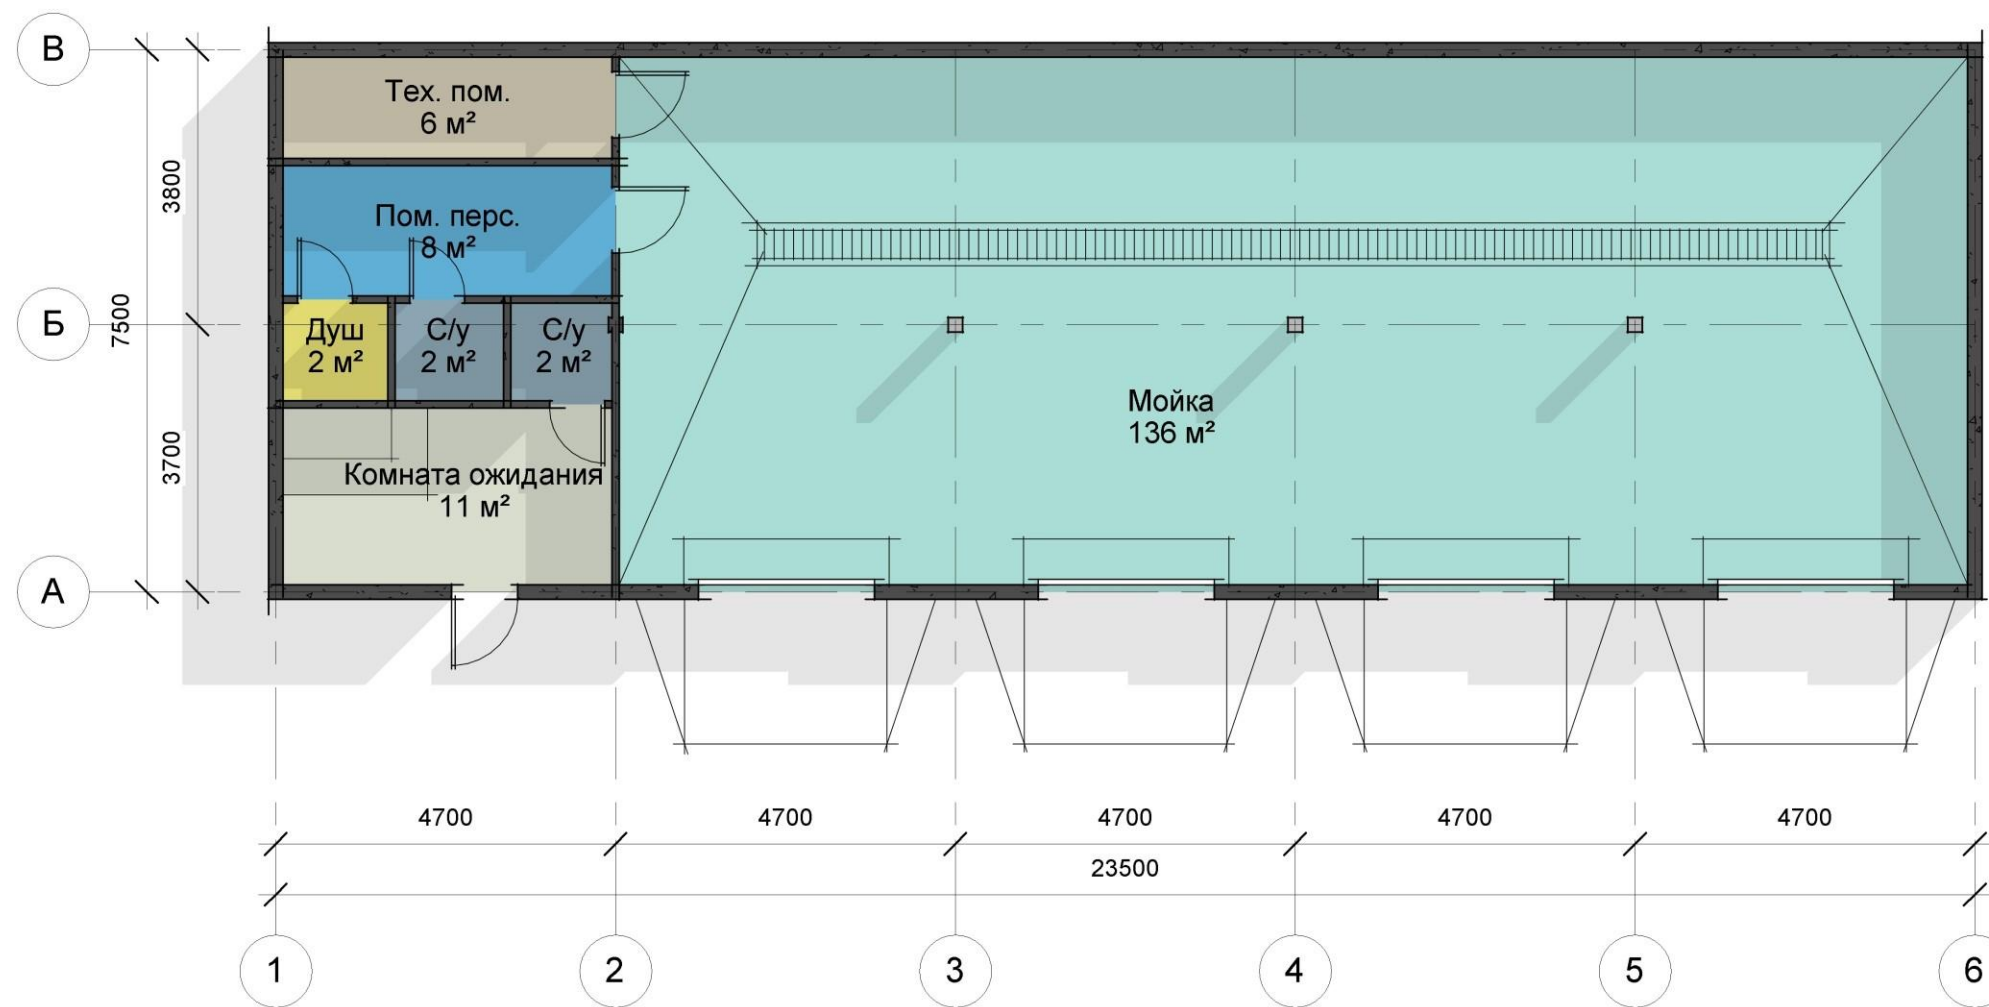 В
Тех. пом.
6 м²
3800
Пом. перс.
8 м²
7500
Б
Душ
2 м²
С/у
2 м²
С/у
2 м²
Мойка
136 м²
3700
Комната ожидания
11 м²
А
4700
4700
4700
4700
4700
23500
1
2
3
4
5
6